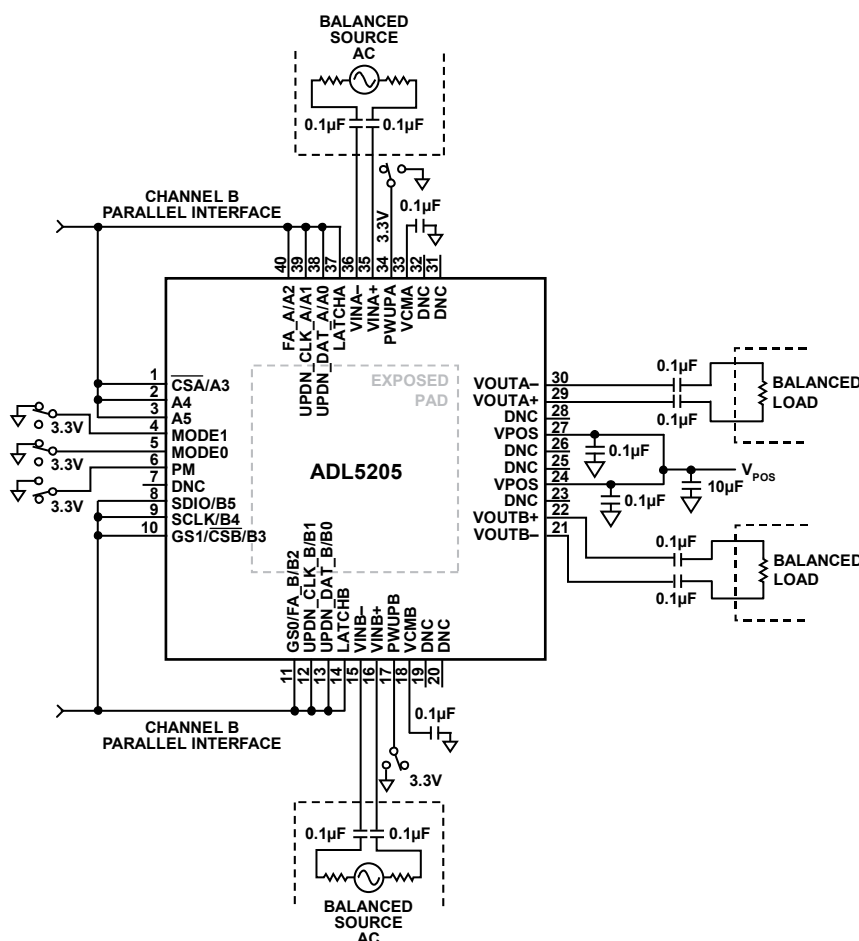 BALANCED
SOURCE
AC
0.1µF 0.1µF
CHANNEL B
PARALLEL INTERFACE
3.3V
0.1µF
40 39 38 37 36 35 34 33 32 31
FA_A/A2
UPDN_CLK_A/A1
UPDN_DAT_A/A0
LATCHA
VINA–
VINA+
PWUPA
VCMA
DNC
DNC
1 CSA/A3
2 A4
3 A5
4 MODE1
5 MODE0
6 PM
7 DNC
8 SDIO/B5
9 SCLK/B4
10 GS1/CSB/B3
3.3V
3.3V
3.3V
EXPOSED
PAD
ADL5205
VOUTA– 30
VOUTA+ 29
DNC 28
VPOS 27
DNC 26
DNC 25
VPOS 24
DNC 23
VOUTB+ 22
VOUTB– 21
0.1µF
0.1µF
BALANCED
LOAD
0.1µF
0.1µF
10µF
VPOS
0.1µF
0.1µF
BALANCED
LOAD
GS0/FA_B/B2
UPDN_CLK_B/B1
UPDN_DAT_B/B0
LATCHB
VINB–
VINB+
PWUPB
VCMB
DNC
DNC
11 12 13 14 15 16 17 18 19 20
CHANNEL B
PARALLEL INTERFACE
0.1µF
3.3V
0.1µF 0.1µF
BALANCED
SOURCE
AC